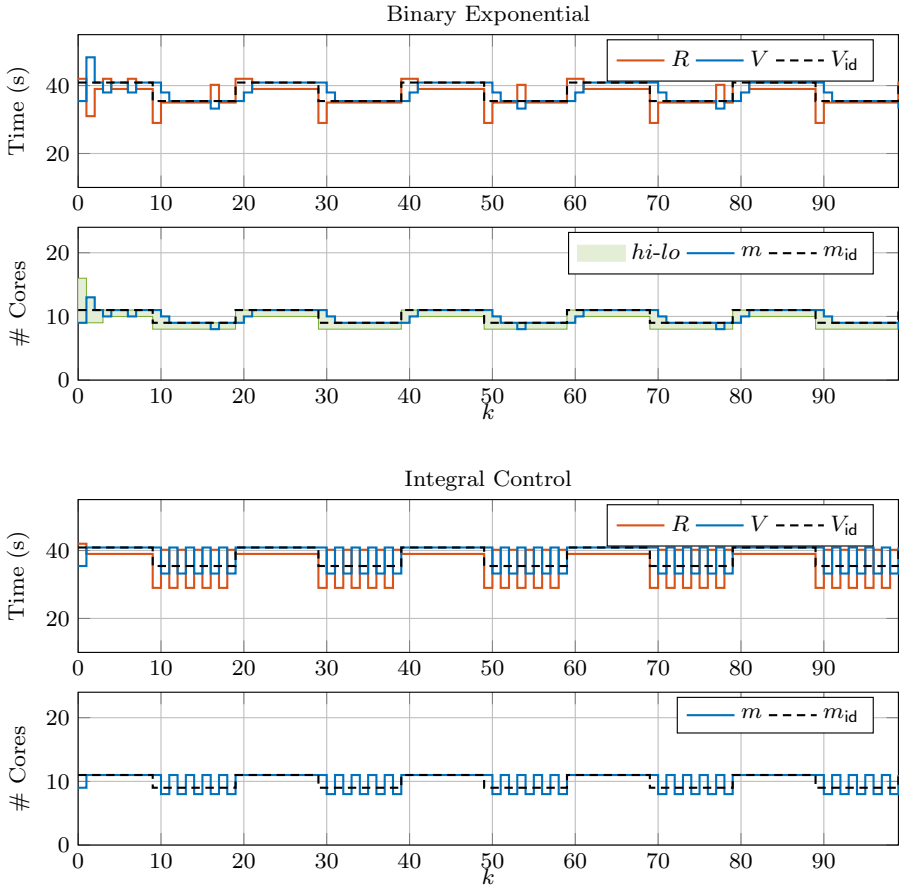 Binary Exponential
R V V_id
Time (s)
40
20
0 10 20 30 40 50 60 70 80 90
hi-lo m m_id
# Cores
20
10
0
0 10 20 30 40 50 60 70 80 90
k
Integral Control
R V V_id
Time (s)
40
20
0 10 20 30 40 50 60 70 80 90
m m_id
# Cores
20
10
0
0 10 20 30 40 50 60 70 80 90
k